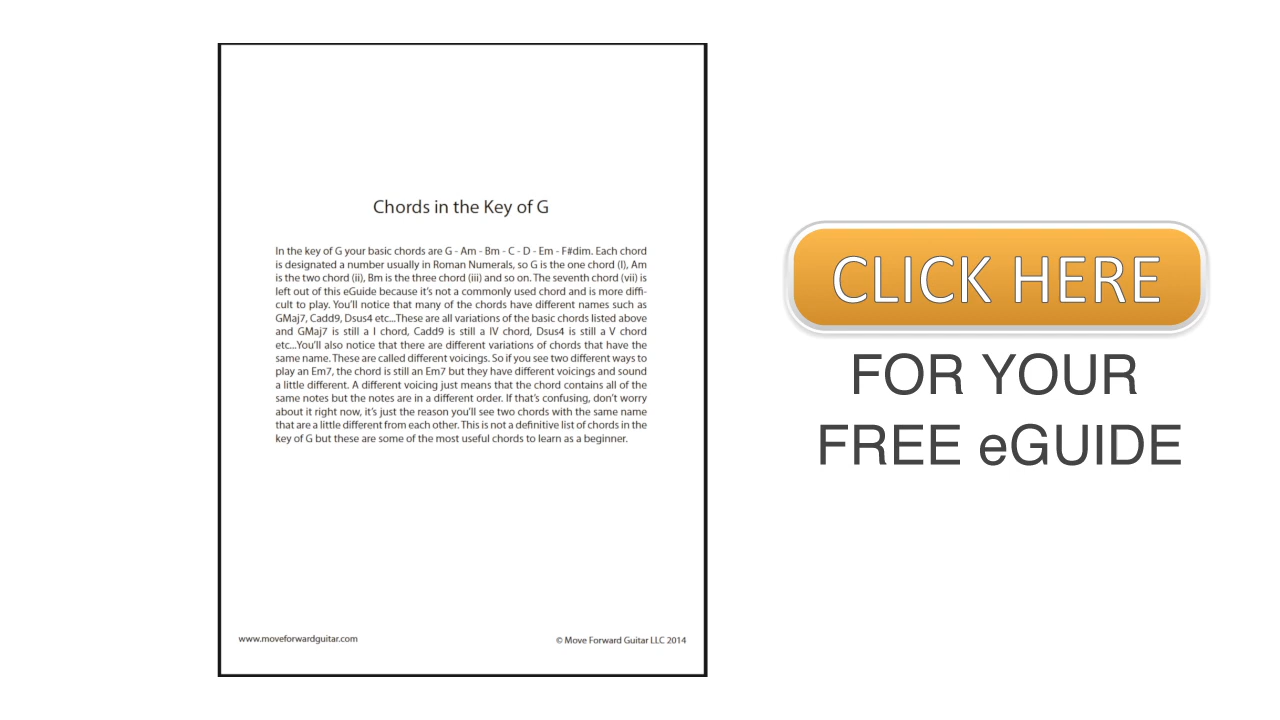 Chords in the Key of G
In the key of G your basic chords are G - Am - Bm - C - D - Em - F#dim. Each chord
is designated a number usually in Roman Numerals, so G is the one chord (I), Am
is the two chord (ii), Bm is the three chord (iii) and so on. The seventh chord (vii) is
left out of this eGuide because it's not a commonly used chord and is more diffi-
cult to play. You'll notice that many of the chords have different names such as
GMaj7, Cadd9, Dsus4 etc...These are all variations of the basic chords listed above
and GMaj7 is still a I chord, Cadd9 is still a IV chord, Dsus4 is still a V chord
etc...You'll also notice that there are different variations of chords that have the
same name. These are called different voicings. So if you see two different ways to
play an Em7, the chord is still an Em7 but they have different voicings and sound
a little different. A different voicing just means that the chord contains all of the
same notes but the notes are in a different order. If that's confusing, don't worry
about it right now, it's just the reason you'll see two chords with the same name
that are a little different from each other. This is not a definitive list of chords in the
key of G but these are some of the most useful chords to learn as a beginner.
www.moveforwardguitar.com
© Move Forward Guitar LLC 2014
CLICK HERE
FOR YOUR
FREE eGUIDE